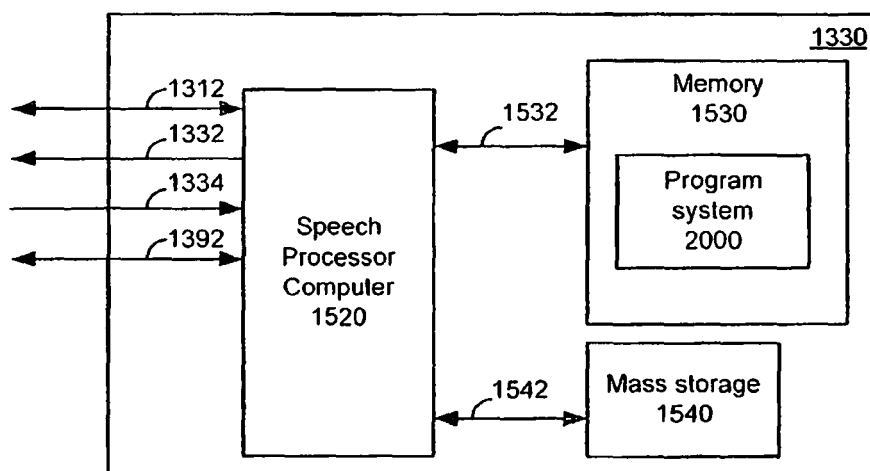 1330
1312
1332
1334
1392
Speech
Processor
Computer
1520
1532
Memory
1530
Program
system
2000
1542
Mass storage
1540